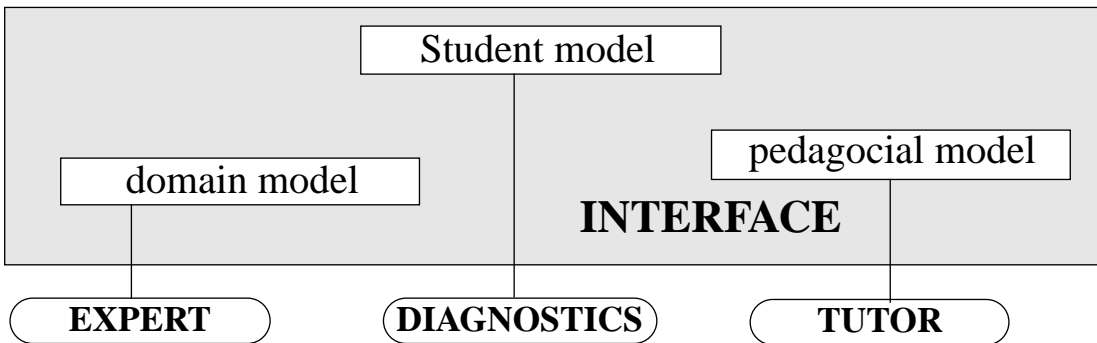 Student model
pedagocial model
domain model
INTERFACE
EXPERT
DIAGNOSTICS
TUTOR